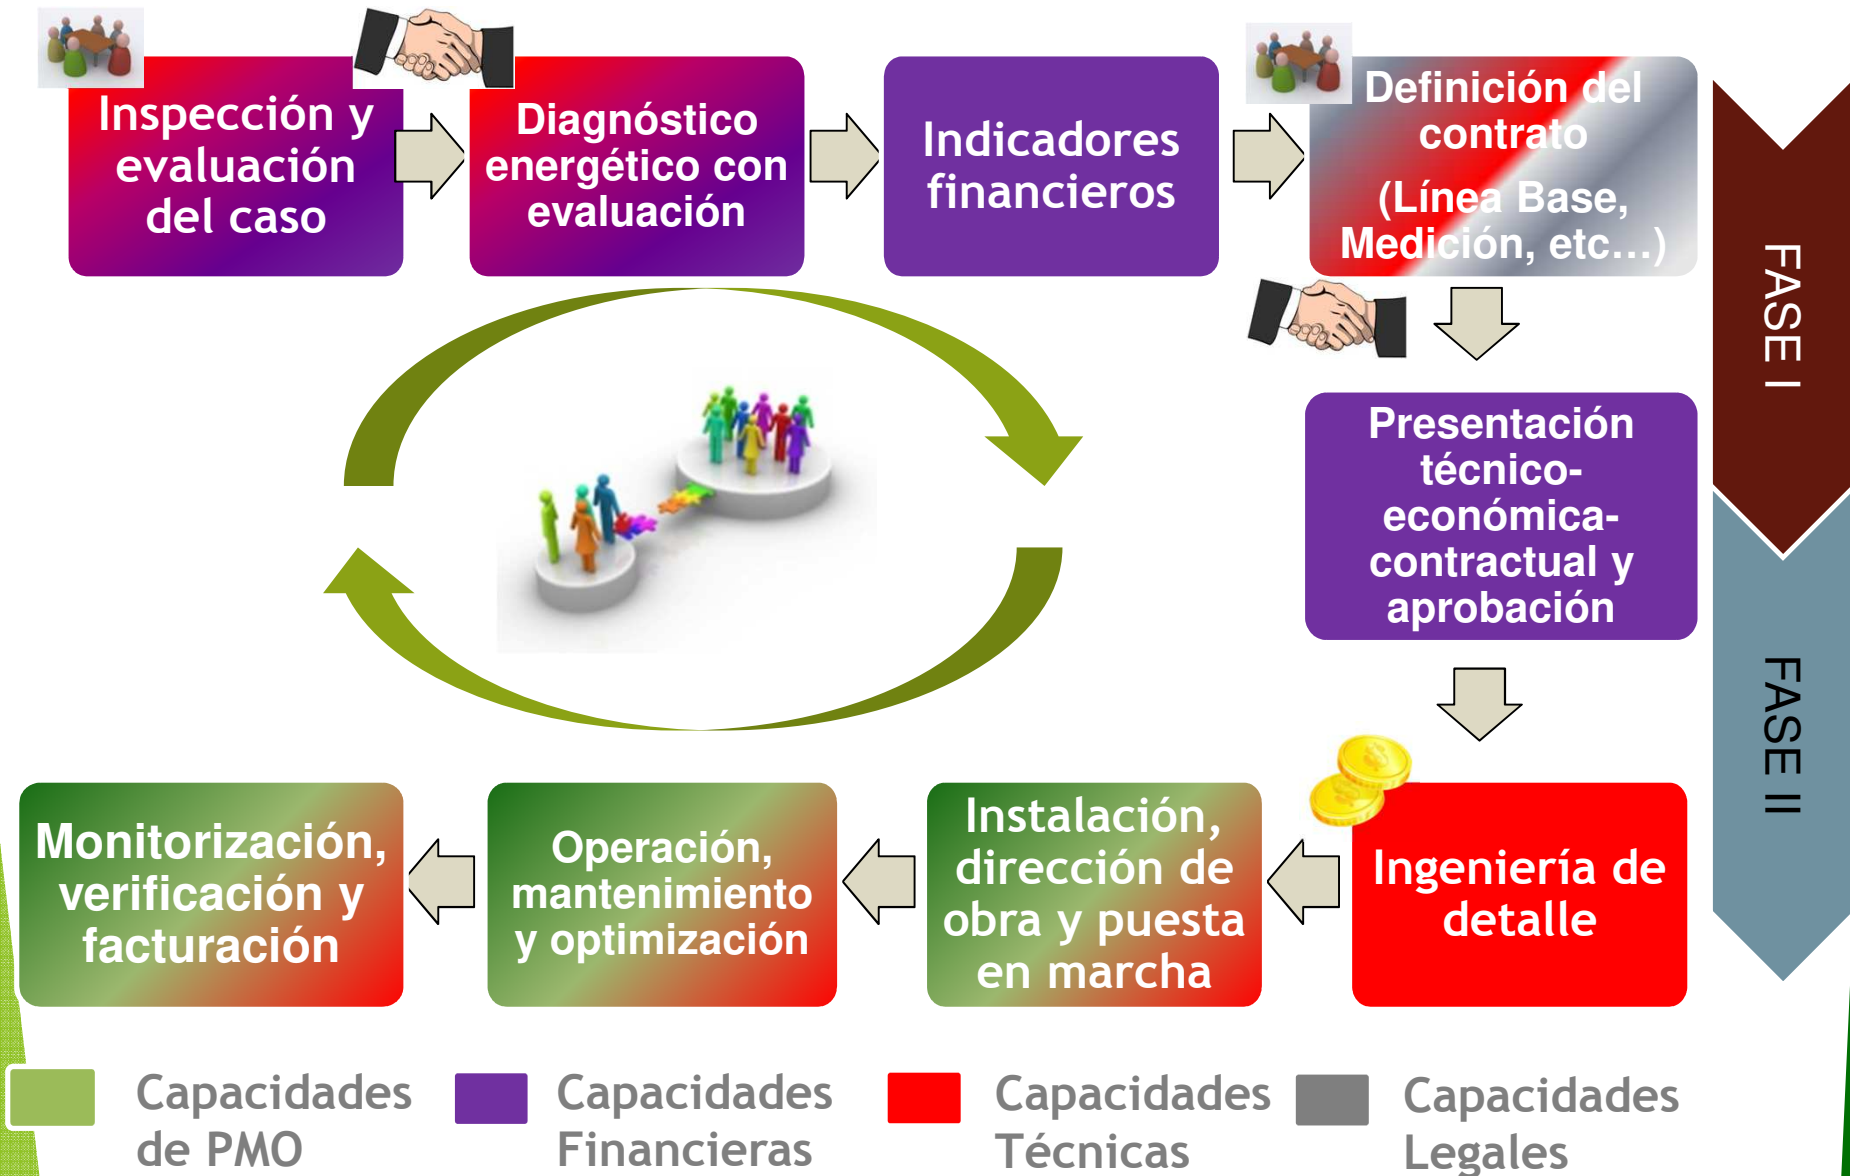 Inspección y
evaluación
del caso
Diagnóstico
energético con
evaluación
Indicadores
financieros
Definición del
contrato
(Línea Base,
Medición, etc…)
FASE I
Presentación
técnico-
económica-
contractual y
aprobación
FASE II
Ingeniería de
detalle
Instalación,
dirección de
obra y puesta
en marcha
Operación,
mantenimiento
y optimización
Monitorización,
verificación y
facturación
Capacidades
de PMO
Capacidades
Financieras
Capacidades
Técnicas
Capacidades
Legales